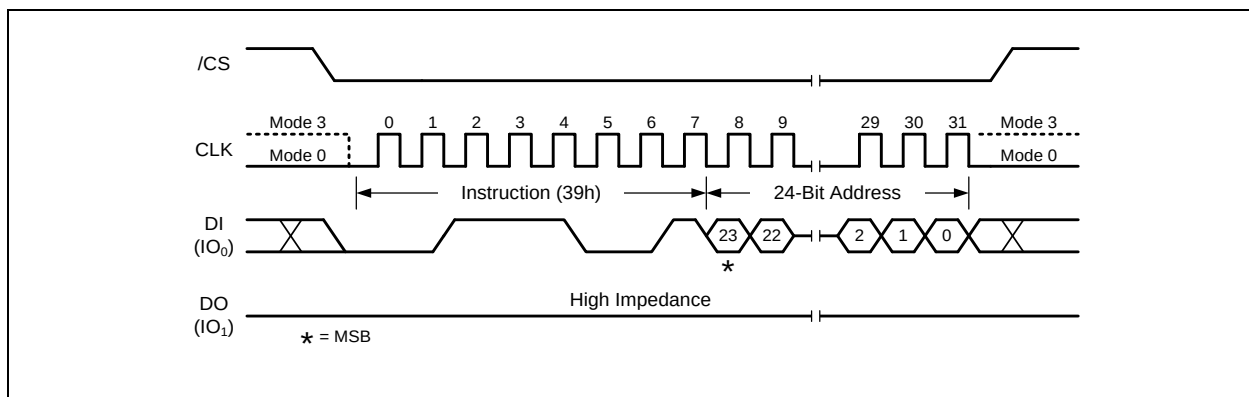 /CS
Mode 3 0 1 2 3 4 5 6 7 8 9 29 30 31 Mode 3
CLK Mode 0 Mode 0
Instruction (39h) 24-Bit Address
DI
(IO₀) 23 22 2 1 0
*
DO High Impedance
(IO₁)
* = MSB